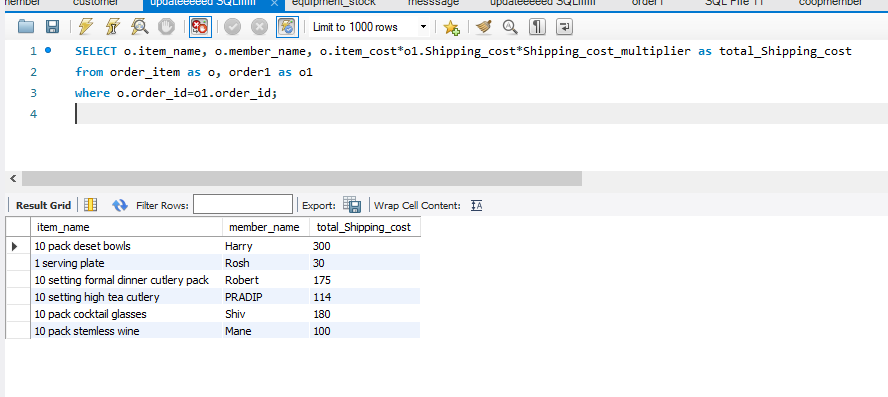 member customer updateeeeed SQLlllll equipment_stock messsage updateeeeed SQLlllll order1 SQL File 11 coopmember
Limit to 1000 rows
1 SELECT o.item_name, o.member_name, o.item_cost*o1.Shipping_cost*Shipping_cost_multiplier as total_Shipping_cost
2 from order_item as o, order1 as o1
3 where o.order_id=o1.order_id;
4
Result Grid Filter Rows: Export: Wrap Cell Content:
item_name member_name total_Shipping_cost
10 pack deset bowls Harry 300
1 serving plate Rosh 30
10 setting formal dinner cutlery pack Robert 175
10 setting high tea cutlery PRADIP 114
10 pack cocktail glasses Shiv 180
10 pack stemless wine Mane 100